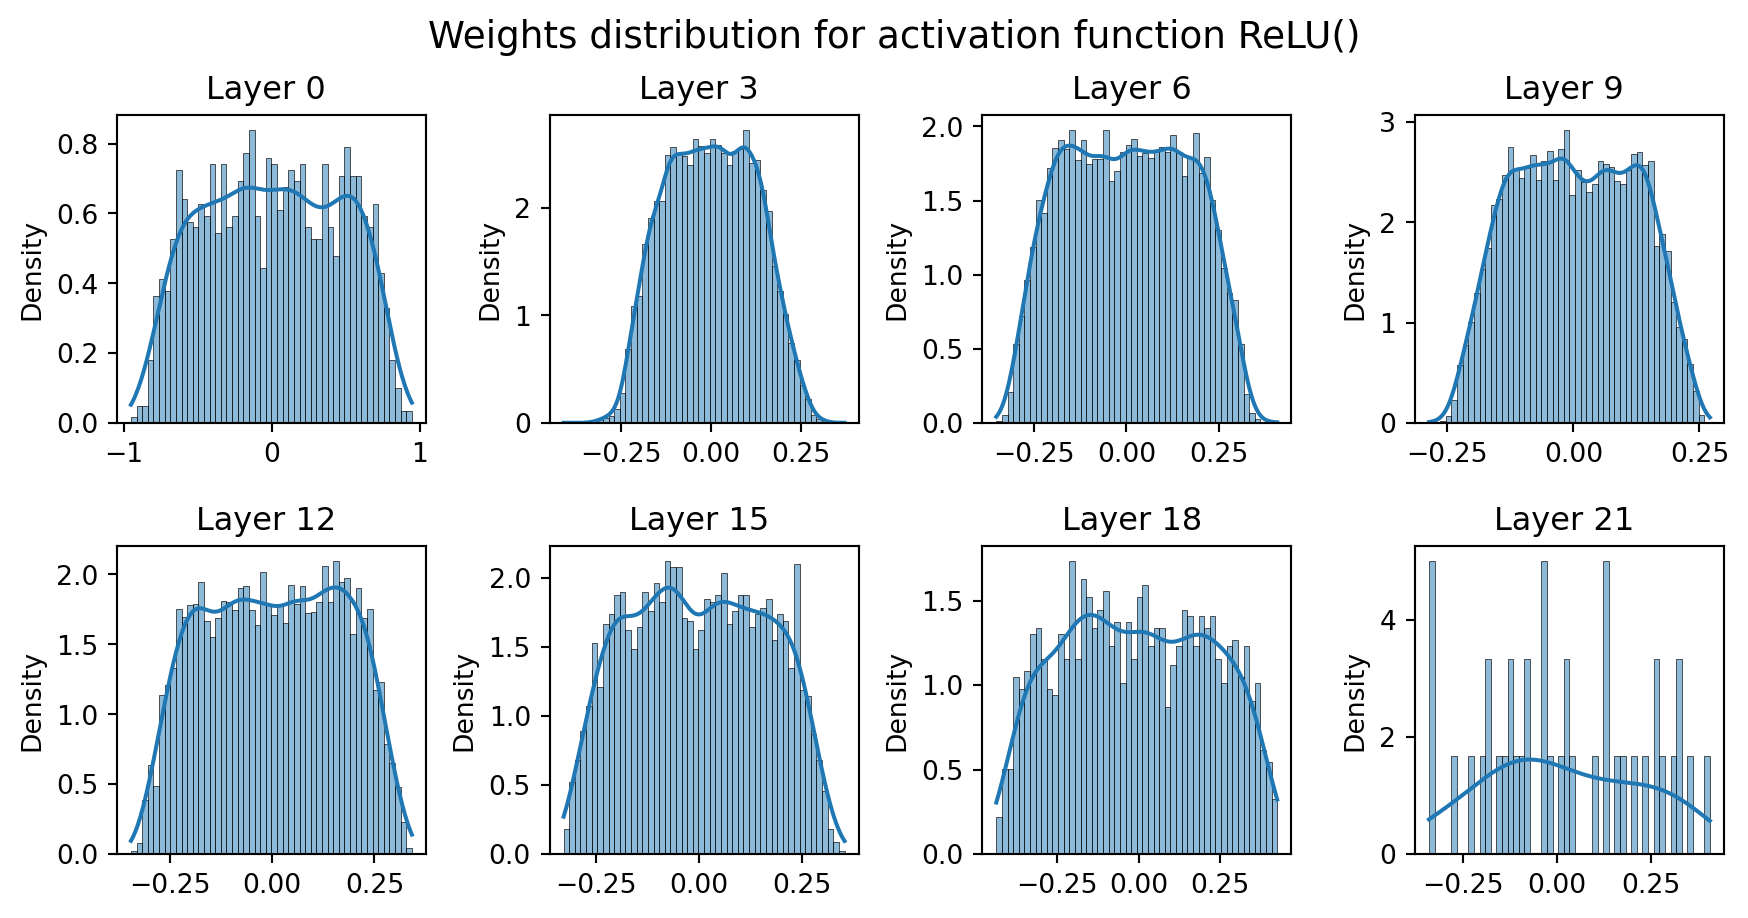 Weights distribution for activation function ReLU()
Layer 0
Layer 3
Layer 6
Layer 9
Density
0.8
0.6
0.4
0.2
0.0
−1 0 1
Density
2
1
0
−0.25 0.00 0.25
Density
2.0
1.5
1.0
0.5
0.0
−0.25 0.00 0.25
Density
3
2
1
0
−0.25 0.00 0.25
Layer 12
Layer 15
Layer 18
Layer 21
Density
2.0
1.5
1.0
0.5
0.0
−0.25 0.00 0.25
Density
2.0
1.5
1.0
0.5
0.0
−0.25 0.00 0.25
Density
1.5
1.0
0.5
0.0
−0.25 0.00 0.25
Density
4
2
0
−0.25 0.00 0.25